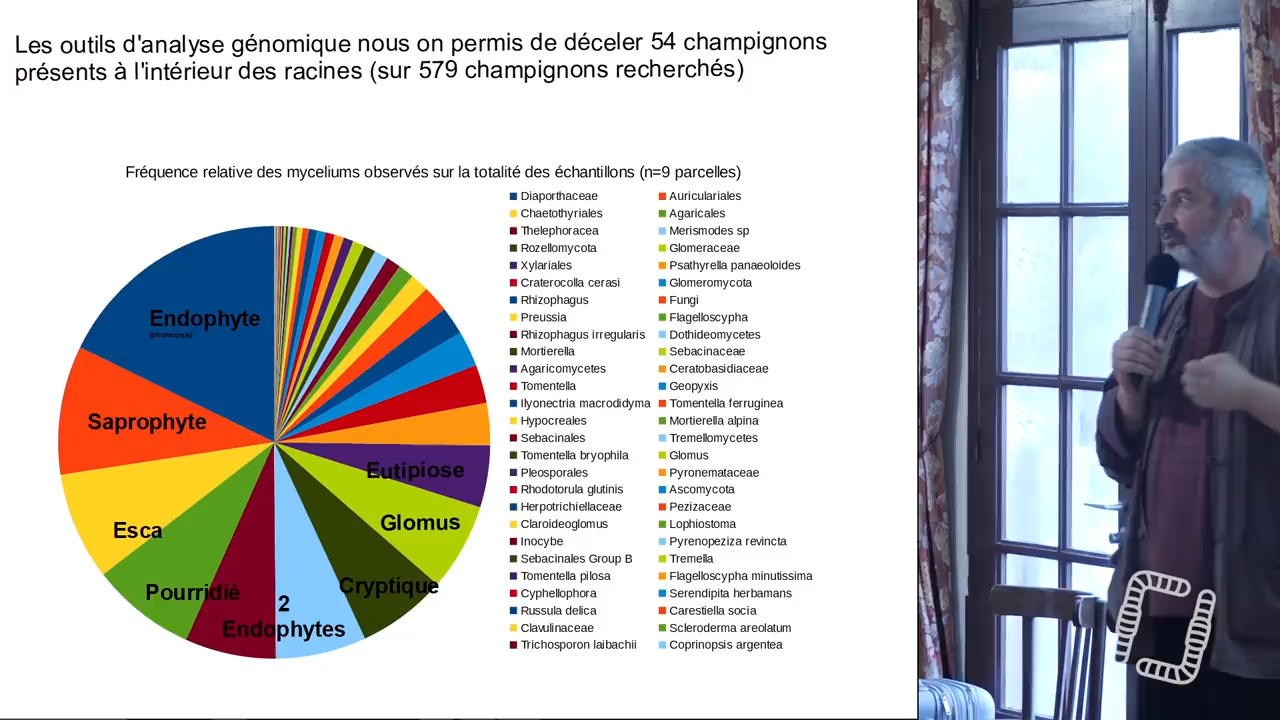 Les outils d'analyse génomique nous on permis de déceler 54 champignons
présents à l'intérieur des racines (sur 579 champignons recherchés)
Fréquence relative des myceliums observés sur la totalité des échantillons (n=9 parcelles)
Endophyte
(phomopsis)
Saprophyte
Esca
Pourridié
2
Endophytes
Cryptique
Glomus
Eutipiose
Diaporthaceae
Auriculariales
Chaetothyriales
Agaricales
Thelephoracea
Merismodes sp
Rozellomycota
Glomeraceae
Xylariales
Psathyrella panaeoloides
Craterocolla cerasi
Glomeromycota
Rhizophagus
Fungi
Preussia
Flagelloscypha
Rhizophagus irregularis
Dothideomycetes
Mortierella
Sebacinaceae
Agaricomycetes
Ceratobasidiaceae
Tomentella
Geopyxis
Ilyonectria macrodidyma
Tomentella ferruginea
Hypocreales
Mortierella alpina
Sebacinales
Tremellomycetes
Tomentella bryophila
Glomus
Pleosporales
Pyronemataceae
Rhodotorula glutinis
Ascomycota
Herpotrichiellaceae
Pezizaceae
Claroideoglomus
Lophiostoma
Inocybe
Pyrenopeziza revincta
Sebacinales Group B
Tremella
Tomentella pilosa
Flagelloscypha minutissima
Cyphellophora
Serendipita herbamans
Russula delica
Carestiella socia
Clavulinaceae
Scleroderma areolatum
Trichosporon laibachii
Coprinopsis argentea